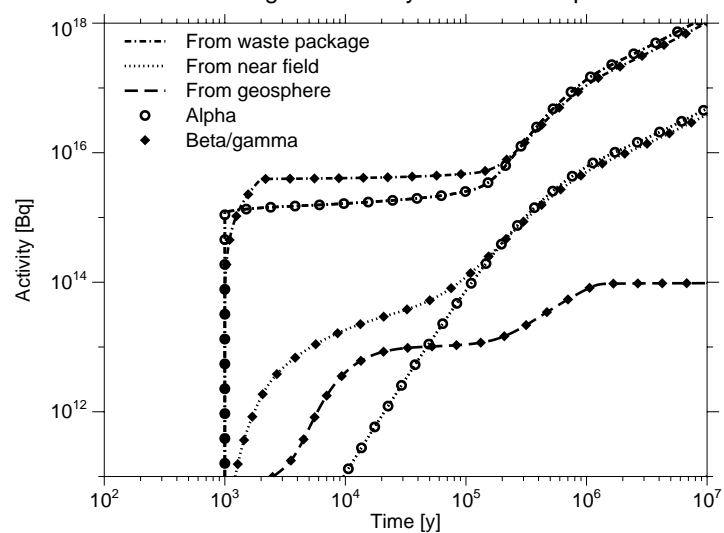 10^18
From waste package
From near field
From geosphere
Alpha
Beta/gamma
10^16
Activity [Bq]
10^14
10^12
10^2 10^3 10^4 10^5 10^6 10^7
Time [y]